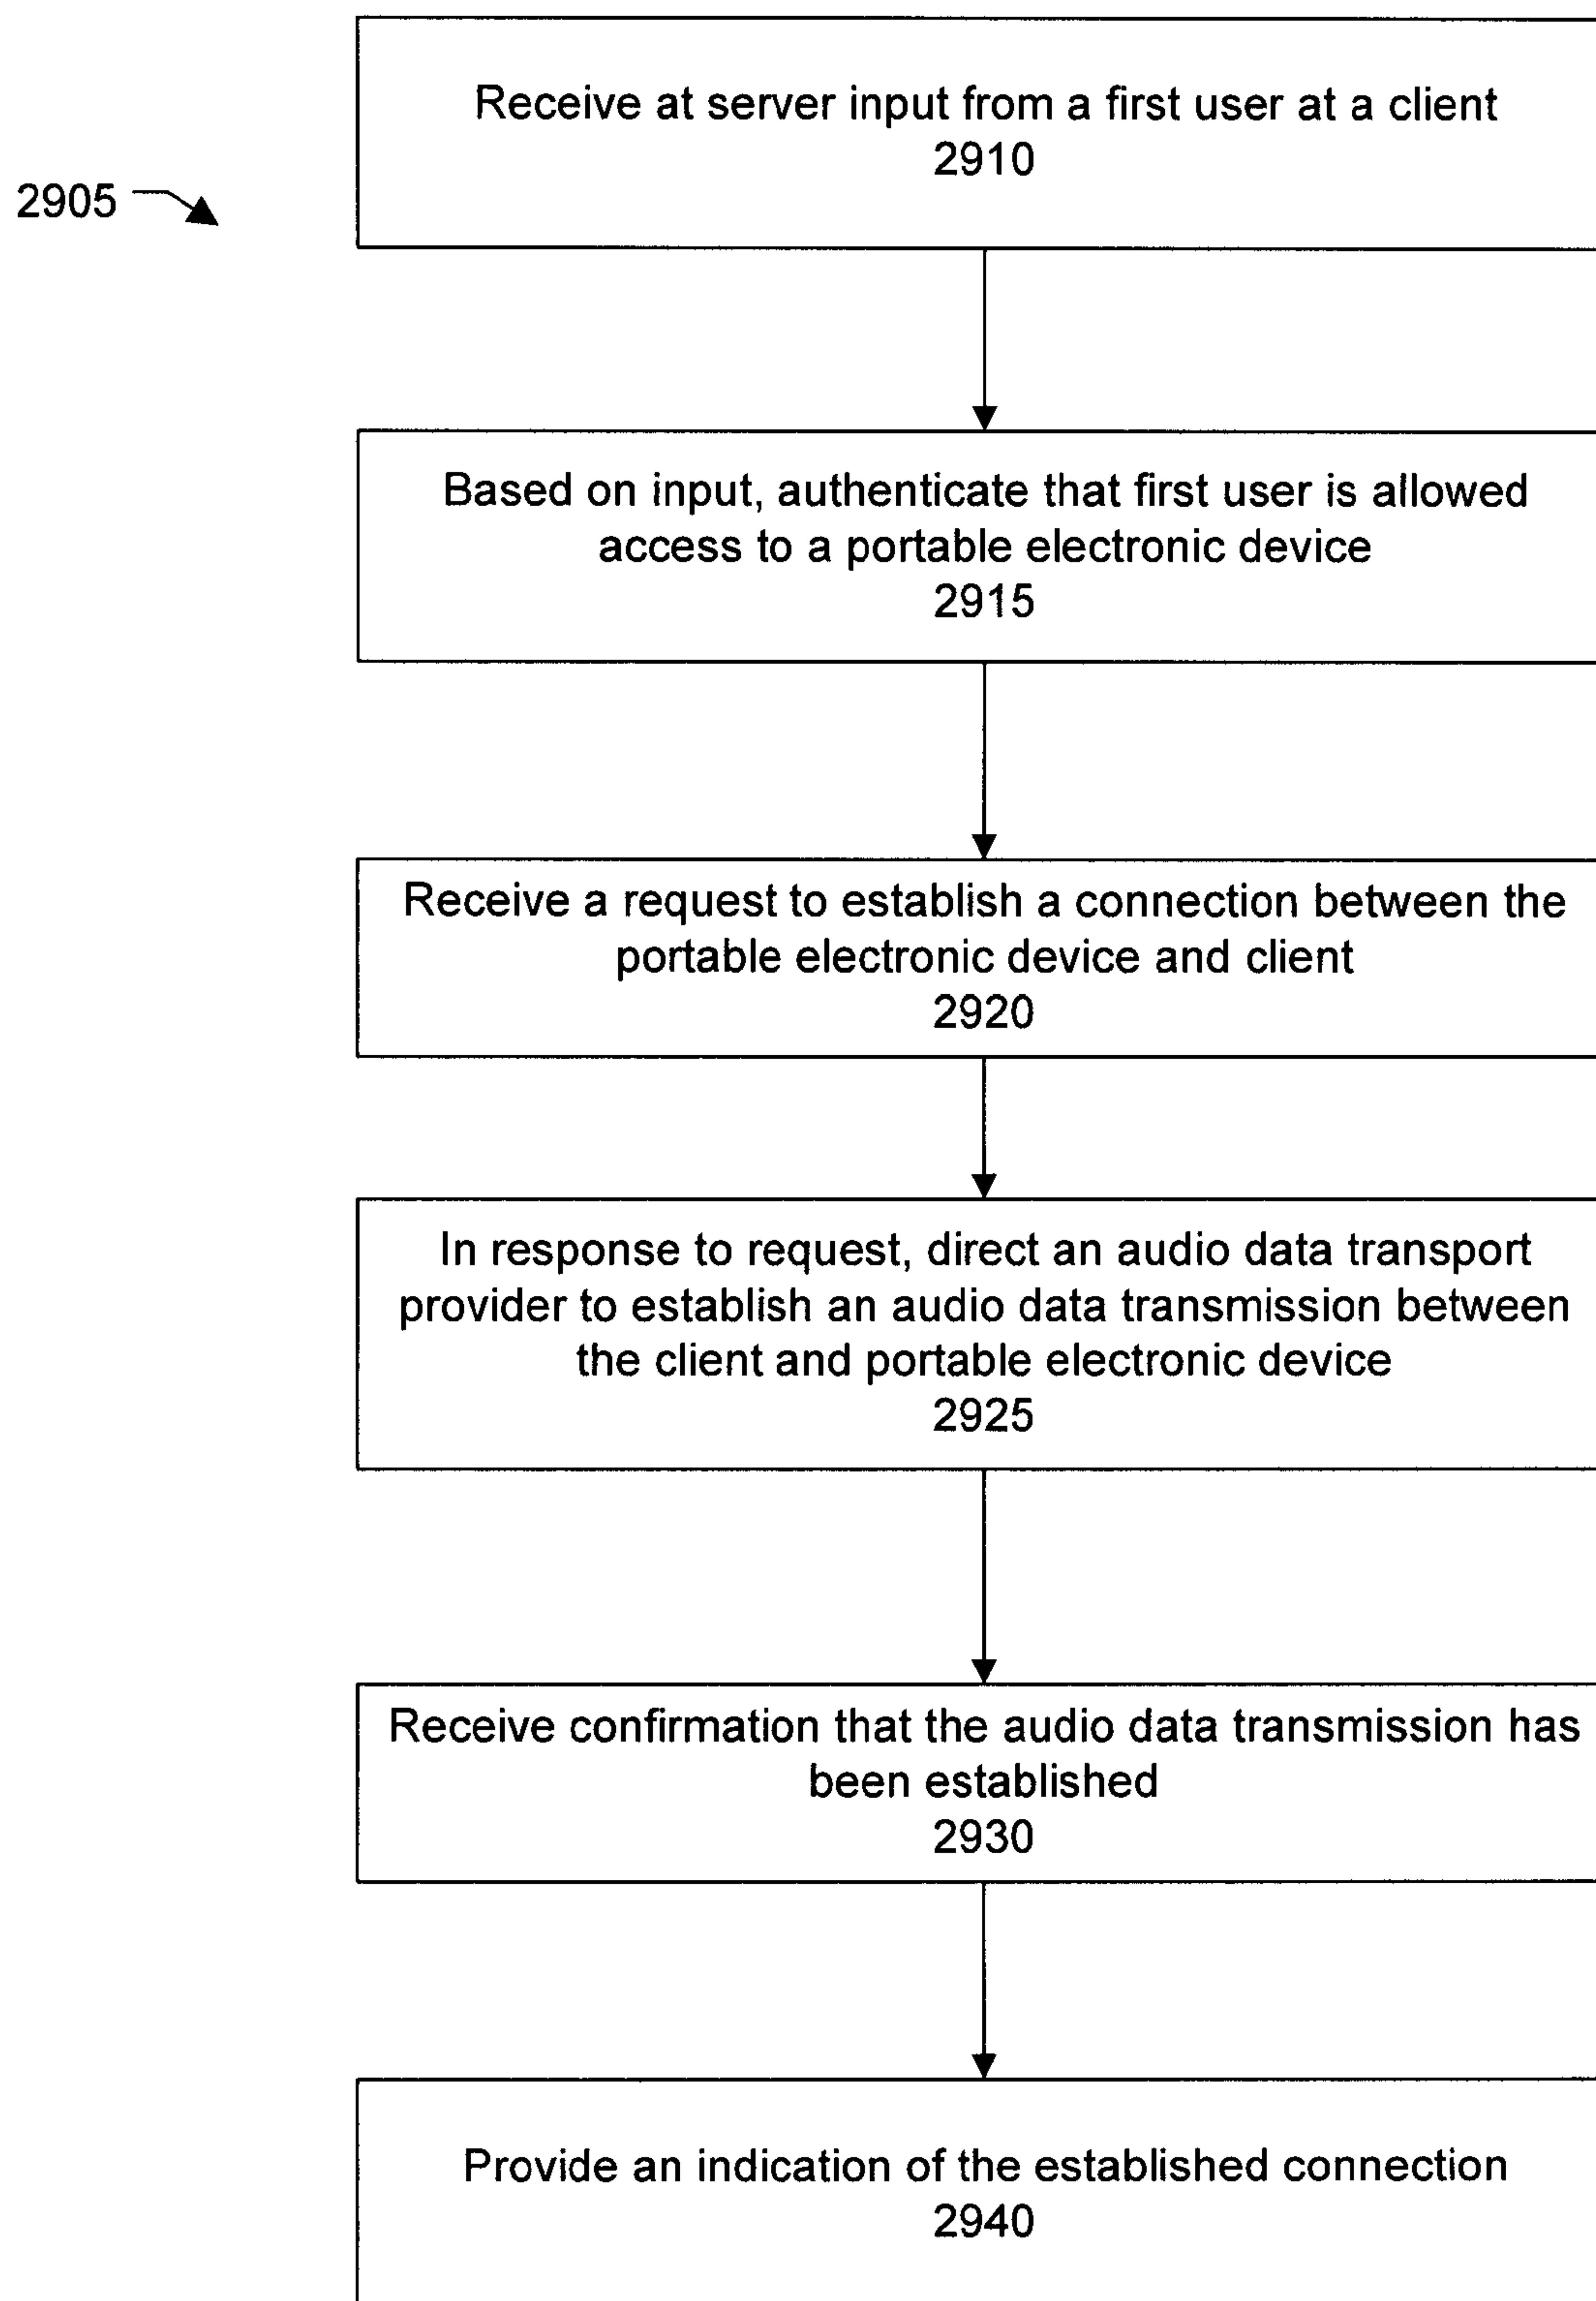 Receive at server input from a first user at a client
2910
2905
Based on input, authenticate that first user is allowed
access to a portable electronic device
2915
Receive a request to establish a connection between the
portable electronic device and client
2920
In response to request, direct an audio data transport
provider to establish an audio data transmission between
the client and portable electronic device
2925
Receive confirmation that the audio data transmission has
been established
2930
Provide an indication of the established connection
2940